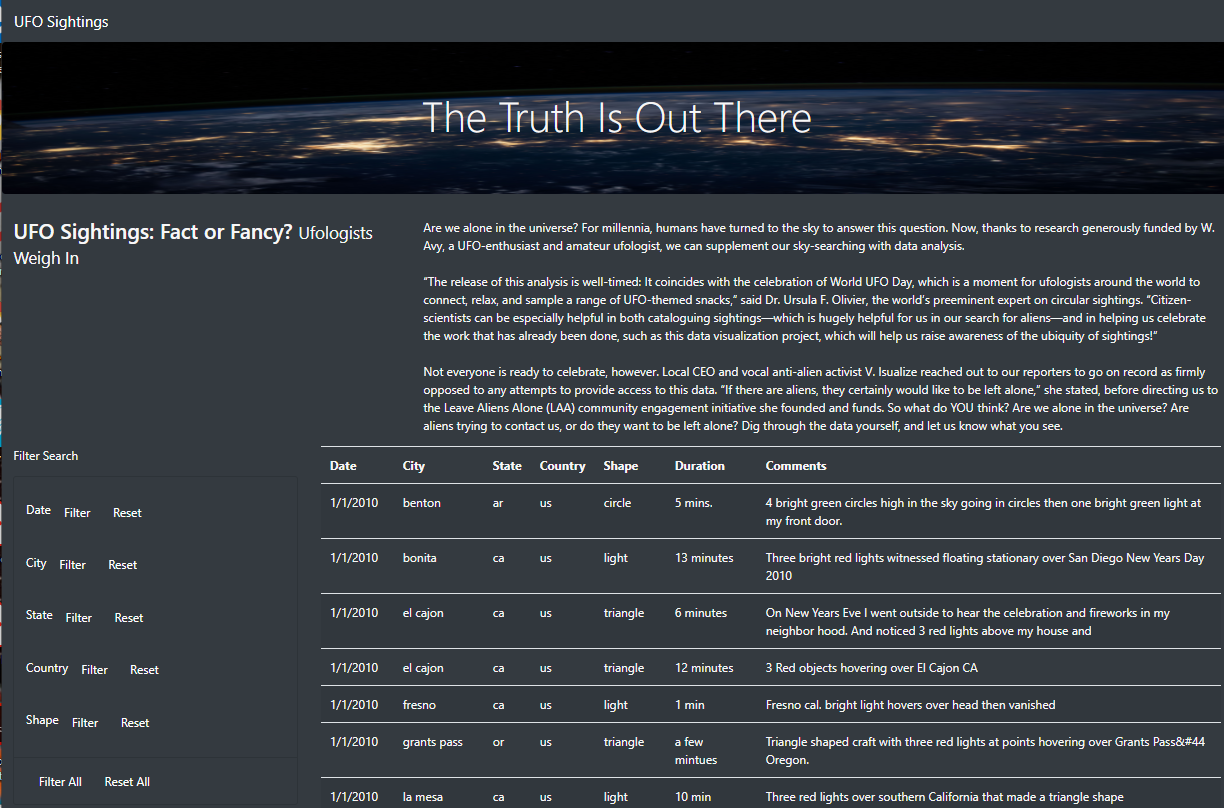 UFO Sightings
The Truth Is Out There
UFO Sightings: Fact or Fancy? Ufologists
Weigh In
Are we alone in the universe? For millennia, humans have turned to the sky to answer this question. Now, thanks to research generously funded by W.
Avy, a UFO-enthusiast and amateur ufologist, we can supplement our sky-searching with data analysis.
"The release of this analysis is well-timed: It coincides with the celebration of World UFO Day, which is a moment for ufologists around the world to
connect, relax, and sample a range of UFO-themed snacks," said Dr. Ursula F. Olivier, the world's preeminent expert on circular sightings. "Citizen-
scientists can be especially helpful in both cataloguing sightings—which is hugely helpful for us in our search for aliens—and in helping us celebrate
the work that has already been done, such as this data visualization project, which will help us raise awareness of the ubiquity of sightings!"
Not everyone is ready to celebrate, however. Local CEO and vocal anti-alien activist V. Isualize reached out to our reporters to go on record as firmly
opposed to any attempts to provide access to this data. "If there are aliens, they certainly would like to be left alone," she stated, before directing us to
the Leave Aliens Alone (LAA) community engagement initiative she founded and funds. So what do YOU think? Are we alone in the universe? Are
aliens trying to contact us, or do they want to be left alone? Dig through the data yourself, and let us know what you see.
Filter Search
Date Filter Reset
City Filter Reset
State Filter Reset
Country Filter Reset
Shape Filter Reset
Filter All Reset All
Date City State Country Shape Duration Comments
1/1/2010 benton ar us circle 5 mins. 4 bright green circles high in the sky going in circles then one bright green light at
my front door.
1/1/2010 bonita ca us light 13 minutes Three bright red lights witnessed floating stationary over San Diego New Years Day
2010
1/1/2010 el cajon ca us triangle 6 minutes On New Years Eve I went outside to hear the celebration and fireworks in my
neighbor hood. And noticed 3 red lights above my house and
1/1/2010 el cajon ca us triangle 12 minutes 3 Red objects hovering over El Cajon CA
1/1/2010 fresno ca us light 1 min Fresno cal. bright light hovers over head then vanished
1/1/2010 grants pass or us triangle a few Triangle shaped craft with three red lights at points hovering over Grants Pass&#44
mintues Oregon.
1/1/2010 la mesa ca us light 10 min Three red lights over southern California that made a triangle shape